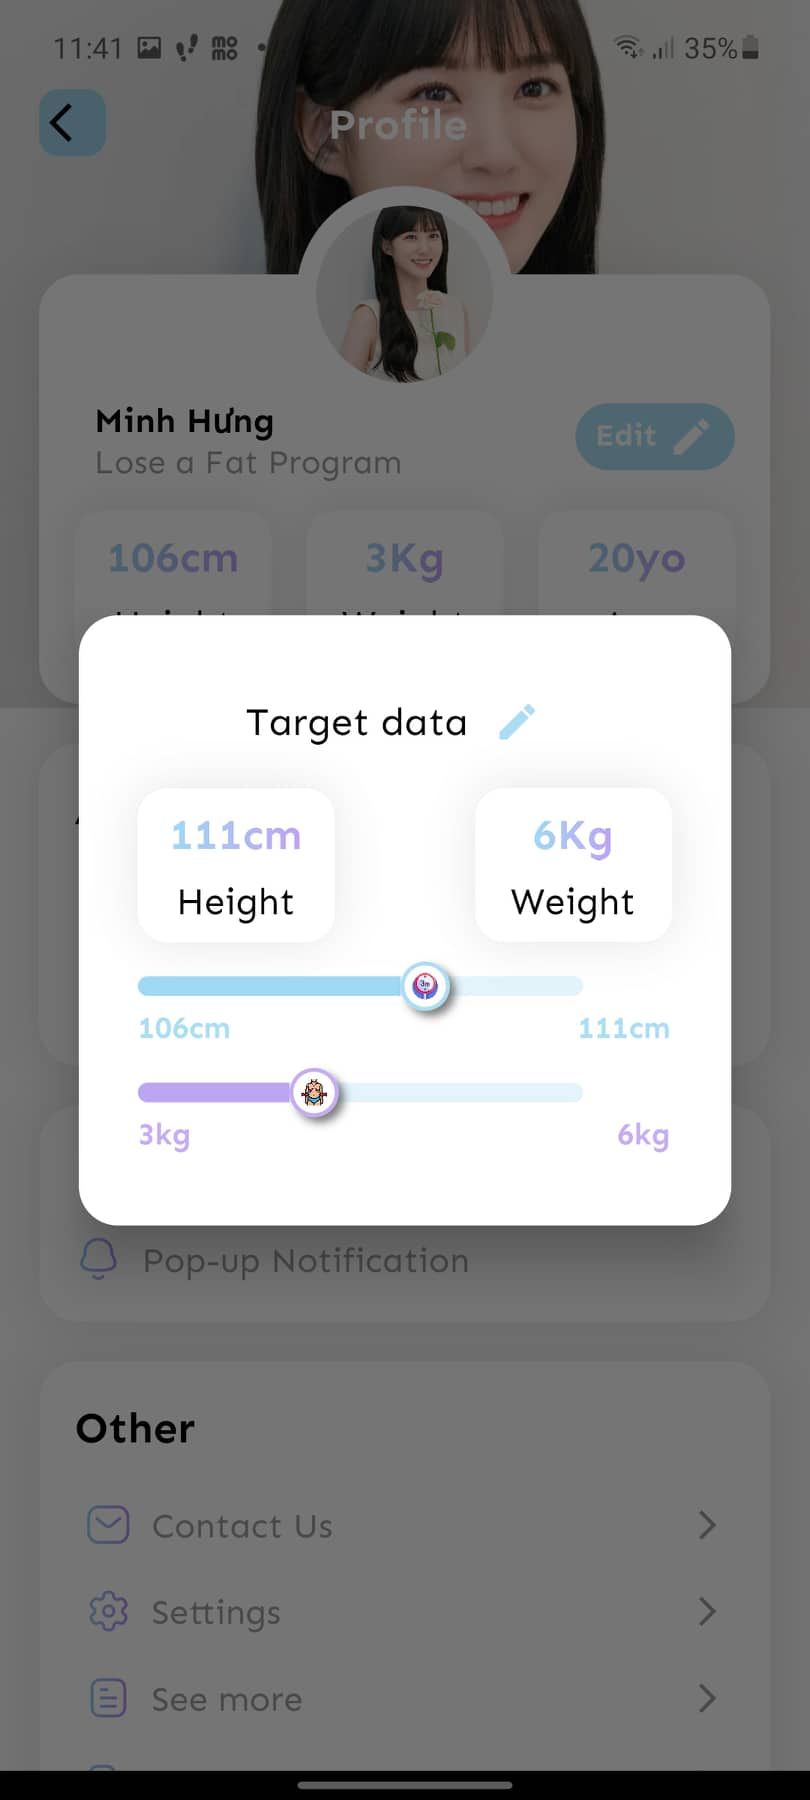 11:41
35%
Profile
Minh Hưng
Lose a Fat Program
Edit
106cm
3Kg
20yo
Target data
111cm
Height
6Kg
Weight
3m
106cm
111cm
3kg
6kg
Pop-up Notification
Other
Contact Us
Settings
See more